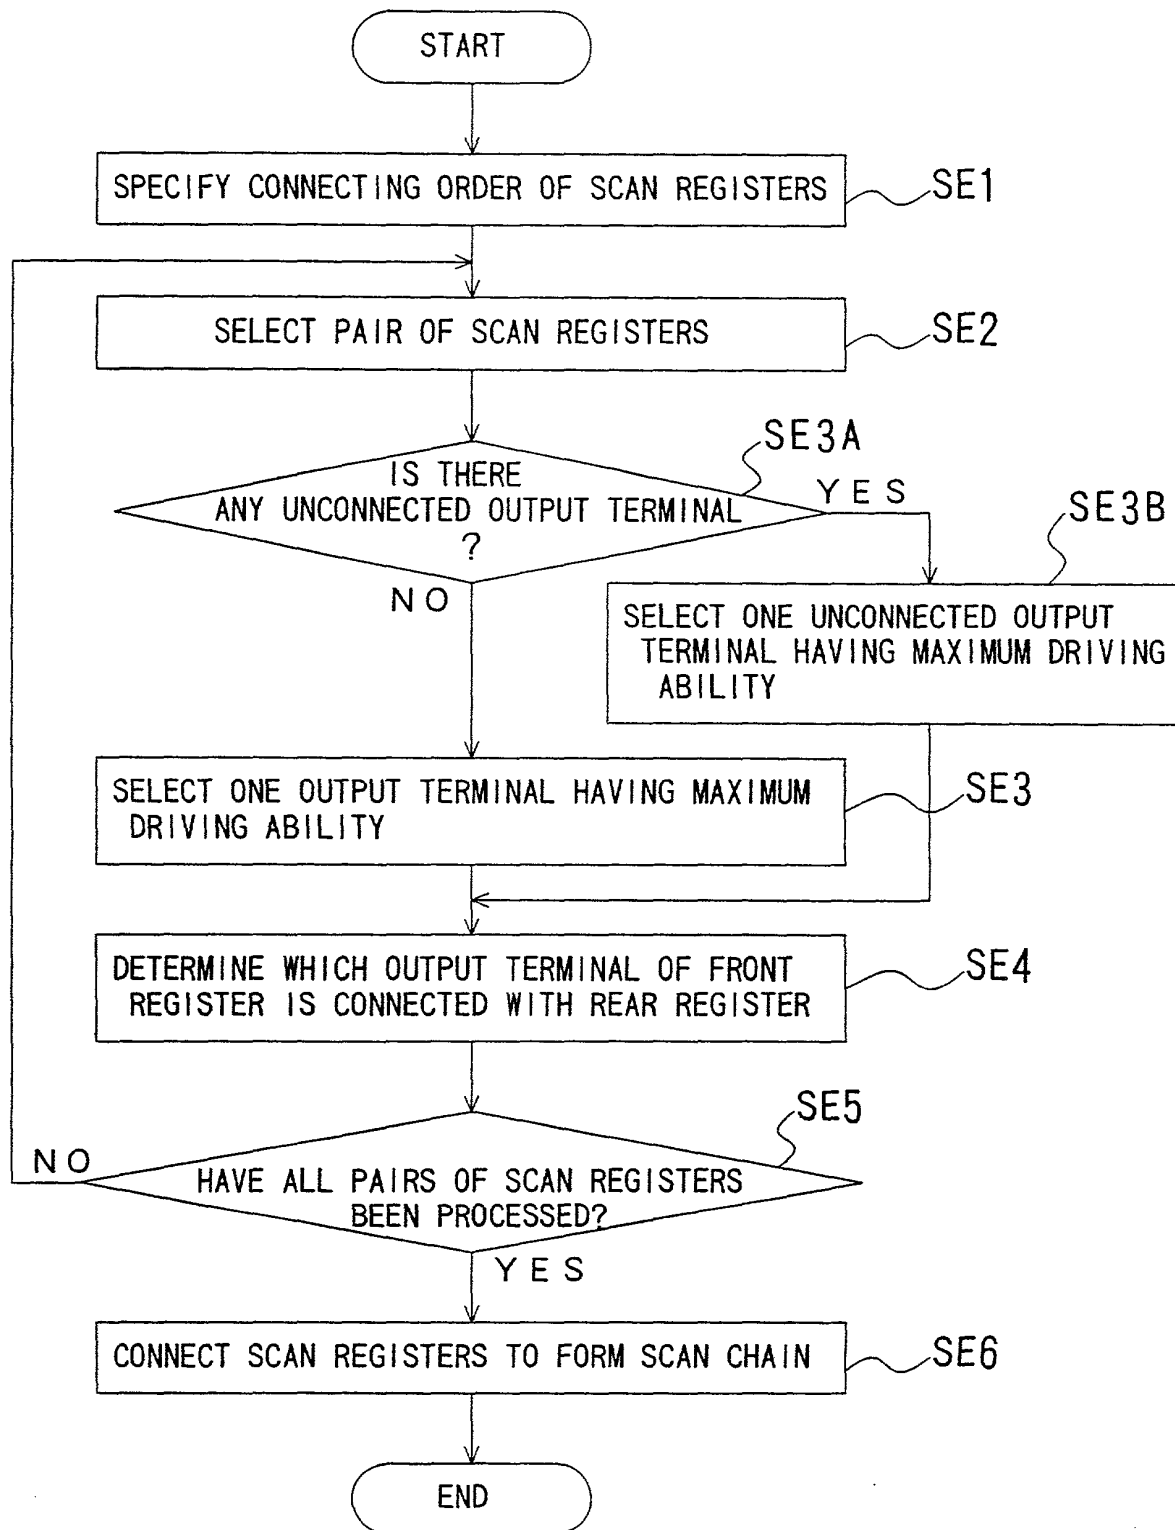 START
SPECIFY CONNECTING ORDER OF SCAN REGISTERS
SE1
SELECT PAIR OF SCAN REGISTERS
SE2
SE3A
IS THERE
ANY UNCONNECTED OUTPUT TERMINAL
?
YES
NO
SE3B
SELECT ONE UNCONNECTED OUTPUT
TERMINAL HAVING MAXIMUM DRIVING
ABILITY
SELECT ONE OUTPUT TERMINAL HAVING MAXIMUM
DRIVING ABILITY
SE3
DETERMINE WHICH OUTPUT TERMINAL OF FRONT
REGISTER IS CONNECTED WITH REAR REGISTER
SE4
SE5
NO
HAVE ALL PAIRS OF SCAN REGISTERS
BEEN PROCESSED?
YES
CONNECT SCAN REGISTERS TO FORM SCAN CHAIN
SE6
END